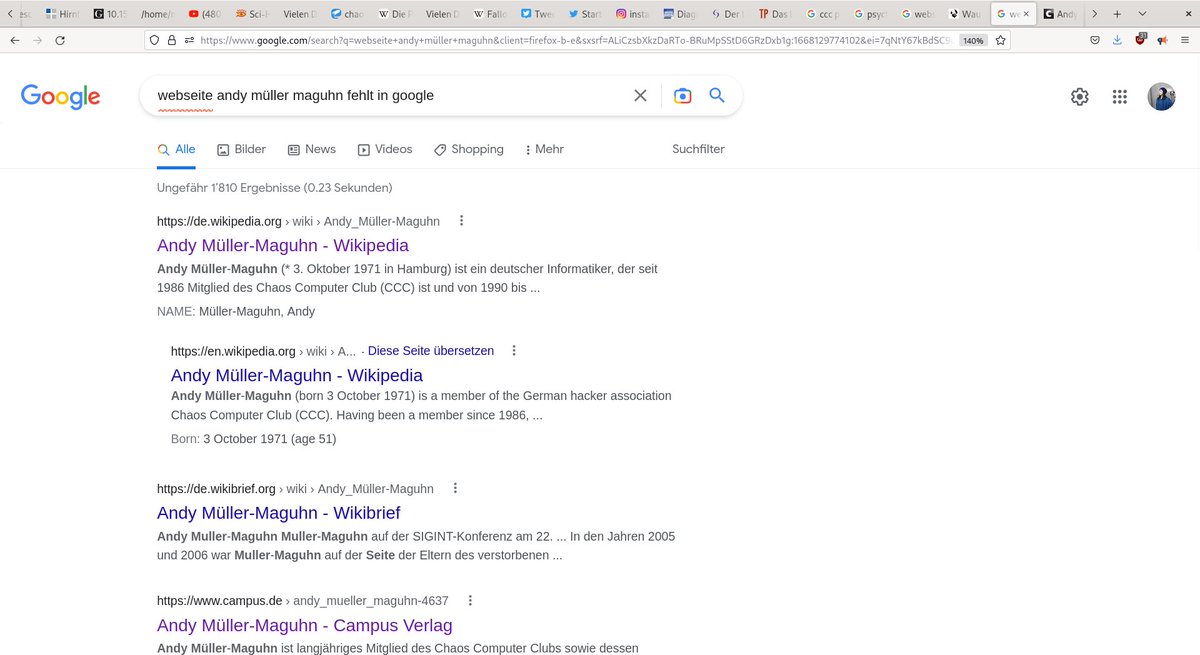 Hirn
10.15
/home/r
(480
Sci-F
Vielen D
chao
Die P
Vielen D
Fallo
Twee
Start
insta
Diag
Der
Das
ccc p
psyc
webs
Wau
we
Andy
https://www.google.com/search?q=webseite+andy+müller+maguhn&client=firefox-b-e&sxsrf=ALiCzsbXkzDaRTo-BRuMpSStD6GRzDxb1g:1668129774102&ei=7qNtY67kBdSC9
140%
Google
webseite andy müller maguhn fehlt in google
Alle Bilder News Videos Shopping Mehr Suchfilter
Ungefähr 1'810 Ergebnisse (0.23 Sekunden)
https://de.wikipedia.org › wiki › Andy_Müller-Maguhn
Andy Müller-Maguhn - Wikipedia
Andy Müller-Maguhn (* 3. Oktober 1971 in Hamburg) ist ein deutscher Informatiker, der seit
1986 Mitglied des Chaos Computer Club (CCC) ist und von 1990 bis ...
NAME: Müller-Maguhn, Andy
https://en.wikipedia.org › wiki › A... · Diese Seite übersetzen
Andy Müller-Maguhn - Wikipedia
Andy Müller-Maguhn (born 3 October 1971) is a member of the German hacker association
Chaos Computer Club (CCC). Having been a member since 1986, ...
Born: 3 October 1971 (age 51)
https://de.wikibrief.org › wiki › Andy_Müller-Maguhn
Andy Müller-Maguhn - Wikibrief
Andy Muller-Maguhn Muller-Maguhn auf der SIGINT-Konferenz am 22. ... In den Jahren 2005
und 2006 war Muller-Maguhn auf der Seite der Eltern des verstorbenen ...
https://www.campus.de › andy_mueller_maguhn-4637
Andy Müller-Maguhn - Campus Verlag
Andy Müller-Maguhn ist langjähriges Mitglied des Chaos Computer Clubs sowie dessen